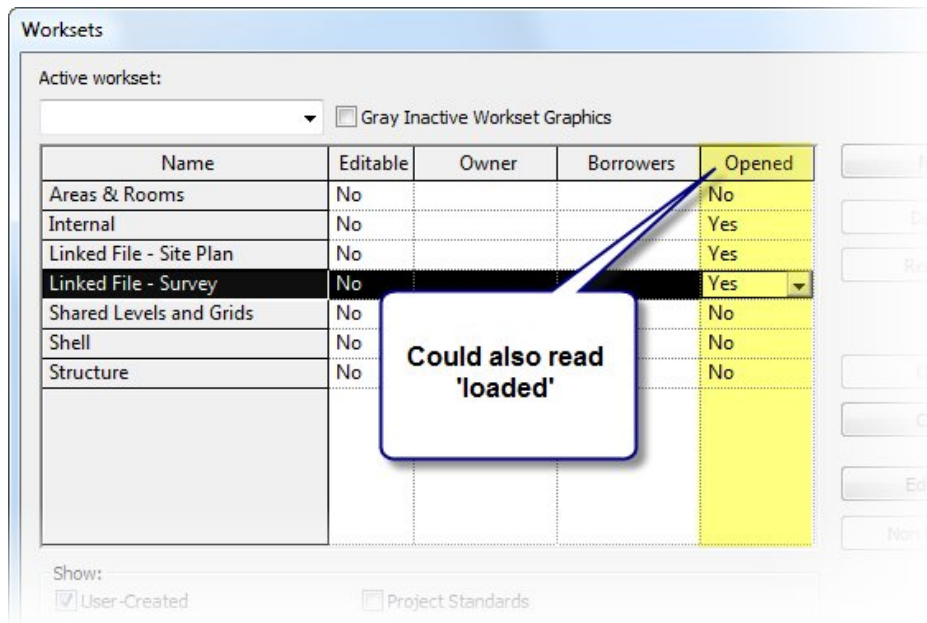 Worksets
Active workset:
Gray Inactive Workset Graphics
Name Editable Owner Borrowers Opened
Areas & Rooms No No
Internal No Yes
Linked File - Site Plan No Yes
Linked File - Survey No Yes
Shared Levels and Grids No No
Shell No No
Structure No No
Could also read
'loaded'
Ed
Non
Show:
User-Created Project Standards